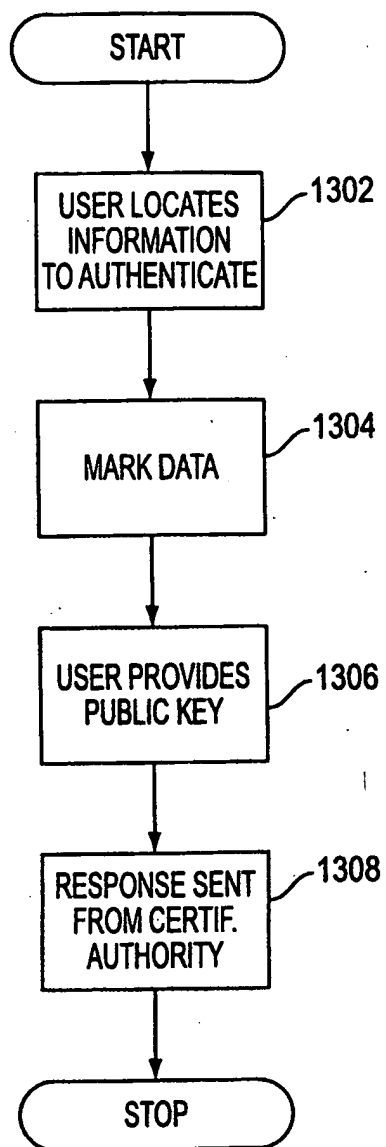 START
1302
USER LOCATES
INFORMATION
TO AUTHENTICATE
1304
MARK DATA
1306
USER PROVIDES
PUBLIC KEY
1308
RESPONSE SENT
FROM CERTIF.
AUTHORITY
STOP